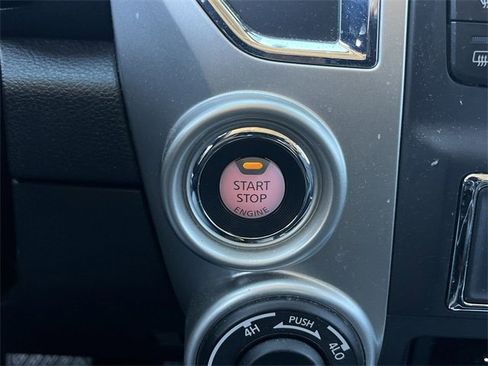 START
STOP
ENGINE
4H PUSH 4LO